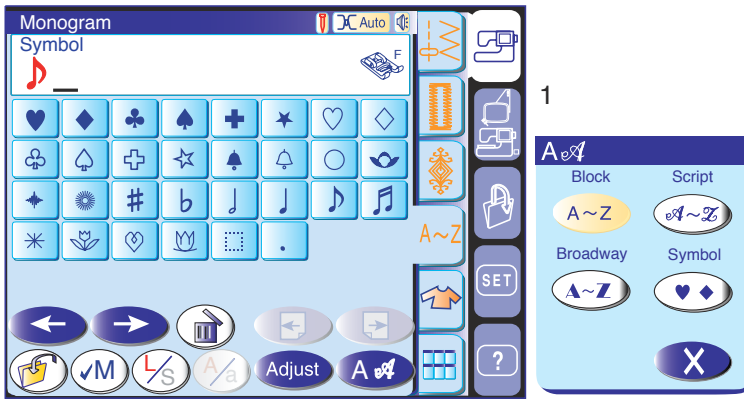 Monogram
Auto
Symbol
F
A~Z
SET
?
✓M
L/S
A/a
Adjust
A A
1
A A
Block
Script
A~Z
A~Z
Broadway
Symbol
A~Z
X